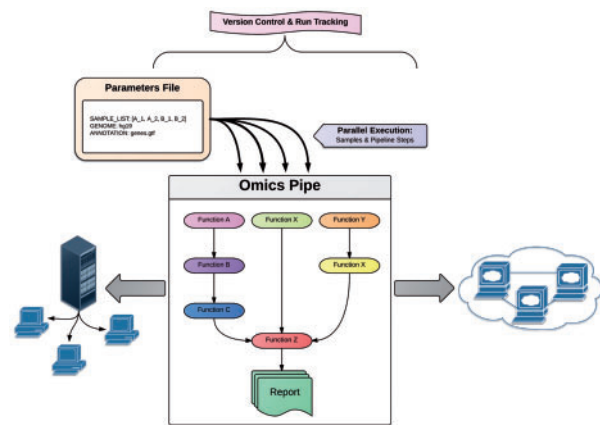 Version Control & Run Tracking
Parameters File
SAMPLE_LIST: [A_1, A_2, B_1, B_2]
GENOME: hg19
ANNOTATION: genes.gtf
Parallel Execution:
Samples & Pipeline Steps
Omics Pipe
Function A
Function X
Function Y
Function B
Function X
Function C
Function Z
Report